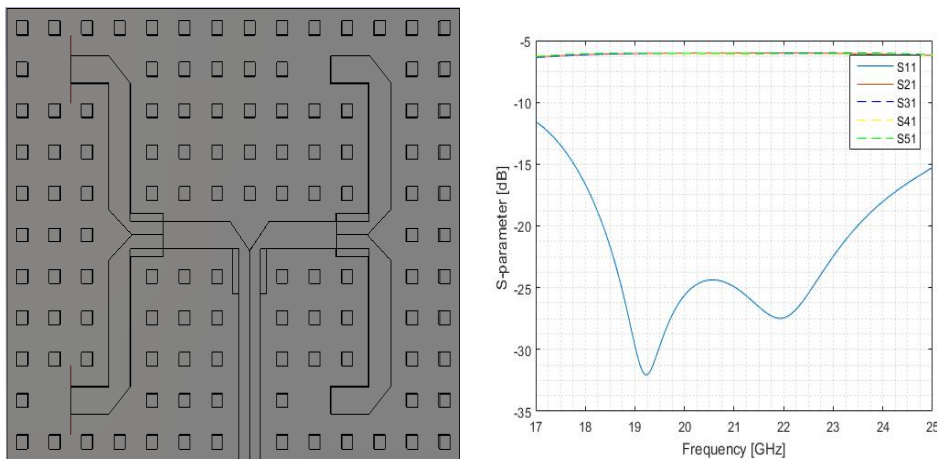 -5
-10
-15
-20
-25
-30
-35
S-parameter [dB]
S11
S21
S31
S41
S51
17 18 19 20 21 22 23 24 25
Frequency [GHz]